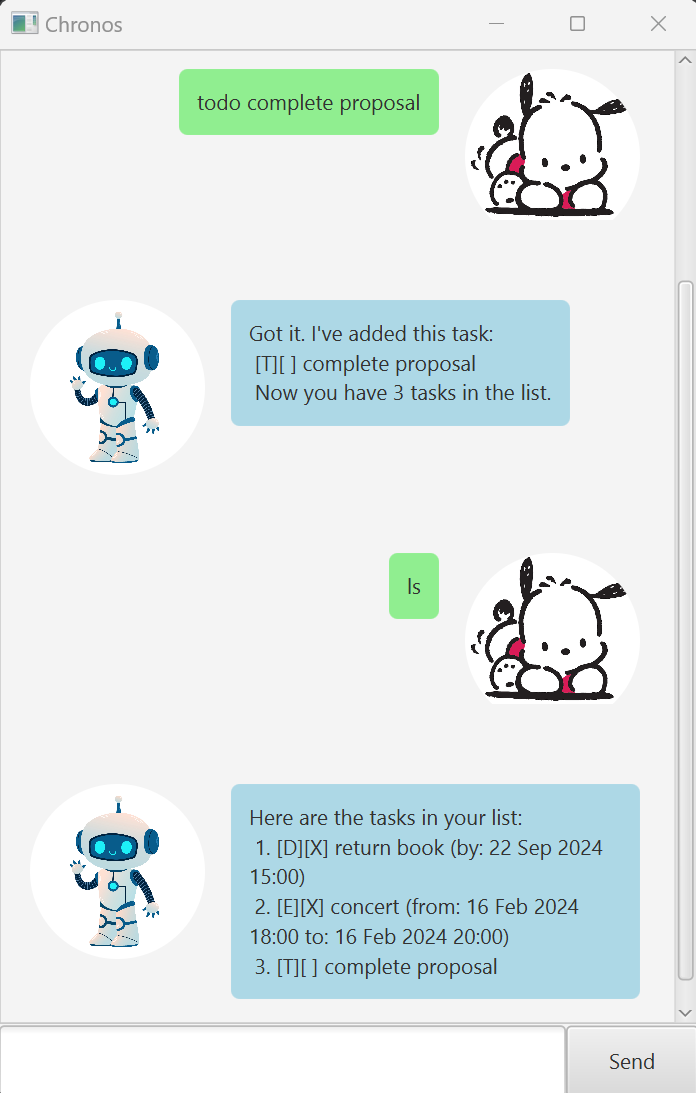 Chronos
todo complete proposal
Got it. I've added this task:
[T][ ] complete proposal
Now you have 3 tasks in the list.
ls
Here are the tasks in your list:
1. [D][X] return book (by: 22 Sep 2024
15:00)
2. [E][X] concert (from: 16 Feb 2024
18:00 to: 16 Feb 2024 20:00)
3. [T][ ] complete proposal
Send